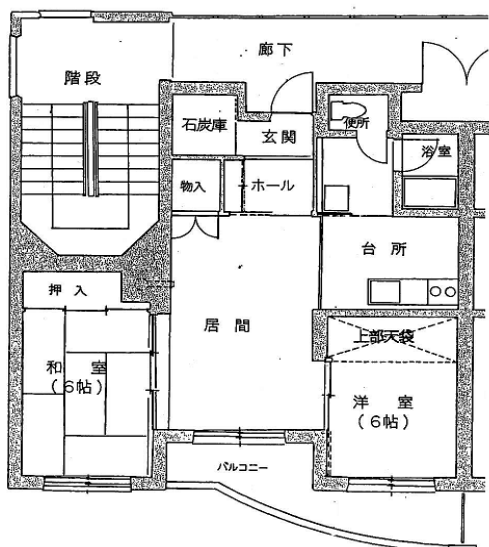 廊下
階段
石炭庫
玄関
便所
浴室
物入
ホール
台所
押入
居間
上部天袋
和室
(6帖)
洋室
(6帖)
バルコニー